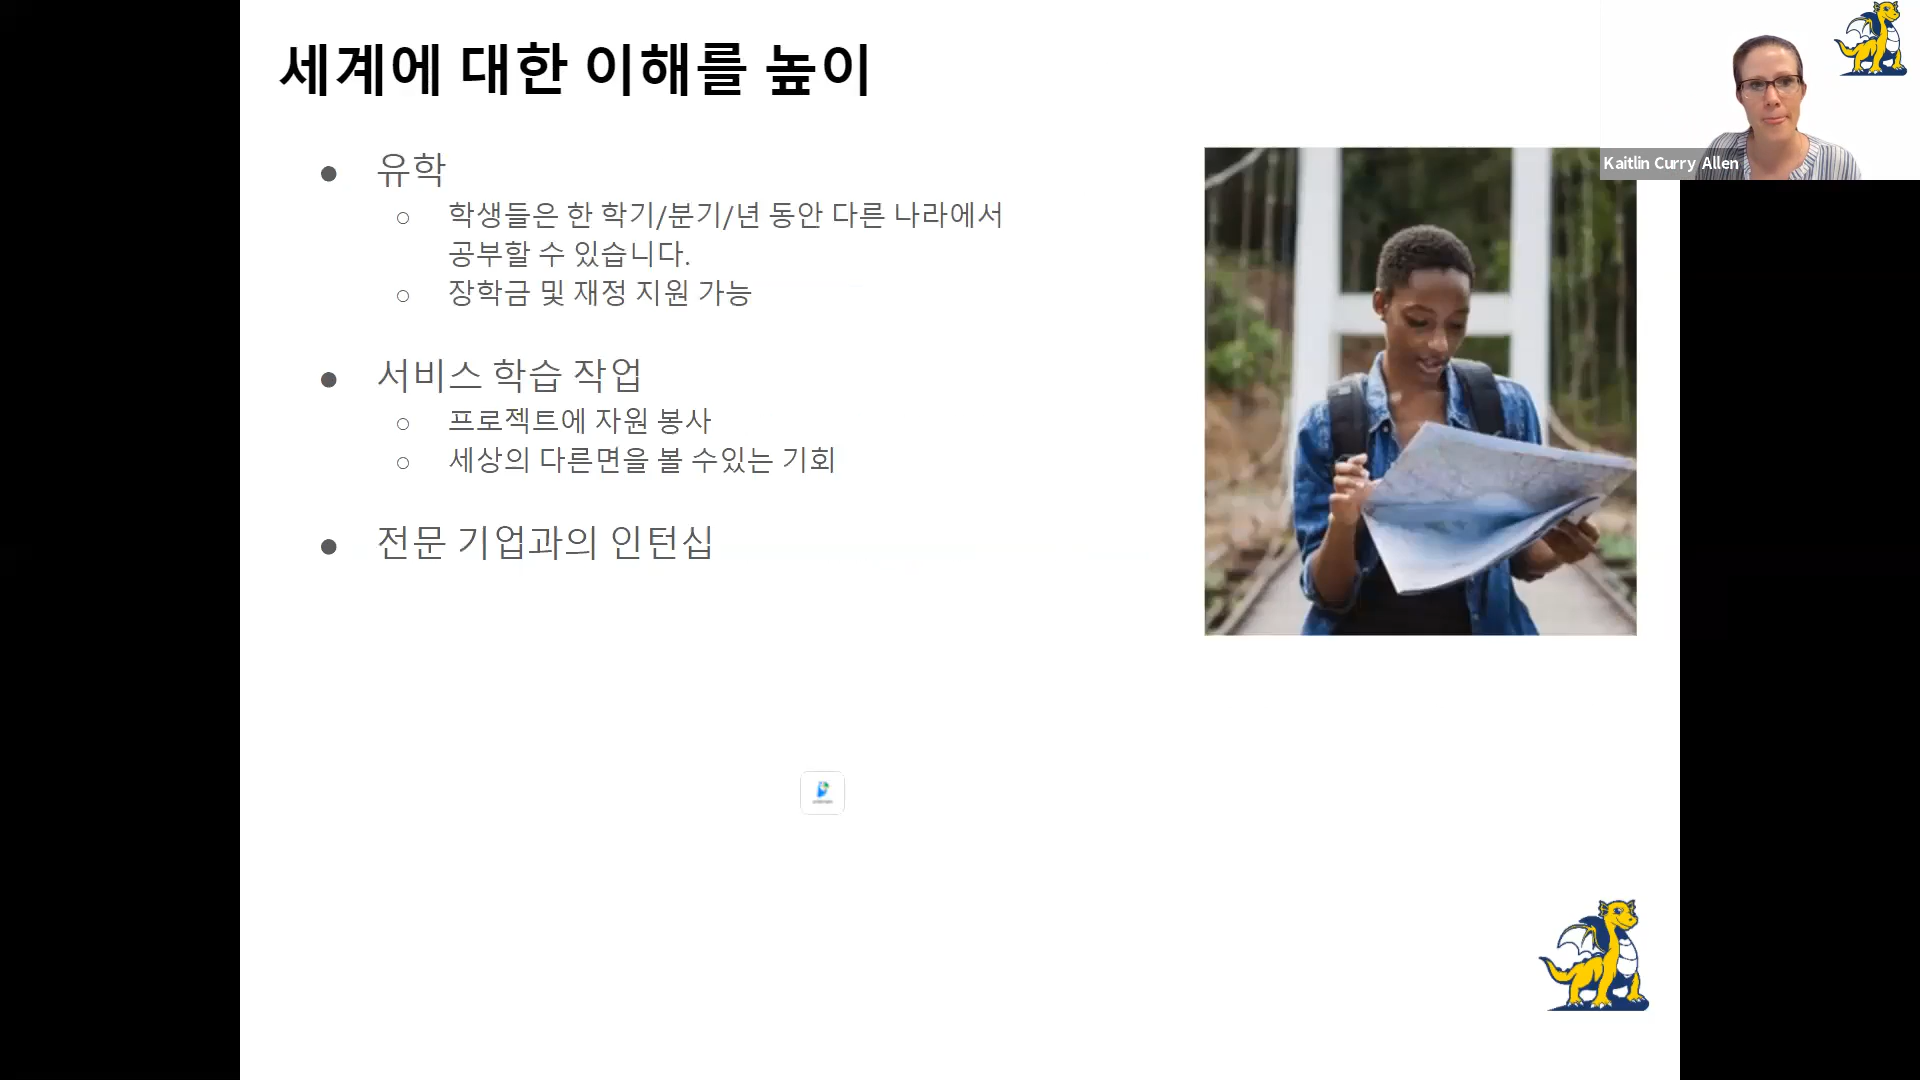 세계에 대한 이해를 높이
● 유학
○ 학생들은 한 학기/분기/년 동안 다른 나라에서
공부할 수 있습니다.
○ 장학금 및 재정 지원 가능
● 서비스 학습 작업
○ 프로젝트에 자원 봉사
○ 세상의 다른면을 볼 수있는 기회
● 전문 기업과의 인턴십
Kaitlin Curry Allen